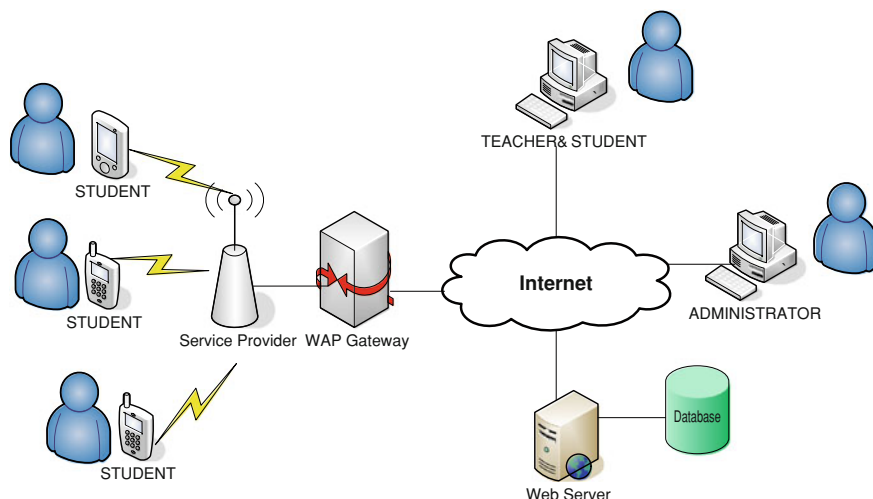 TEACHER& STUDENT
STUDENT
Internet
STUDENT
ADMINISTRATOR
Service Provider
WAP Gateway
Database
STUDENT
Web Server